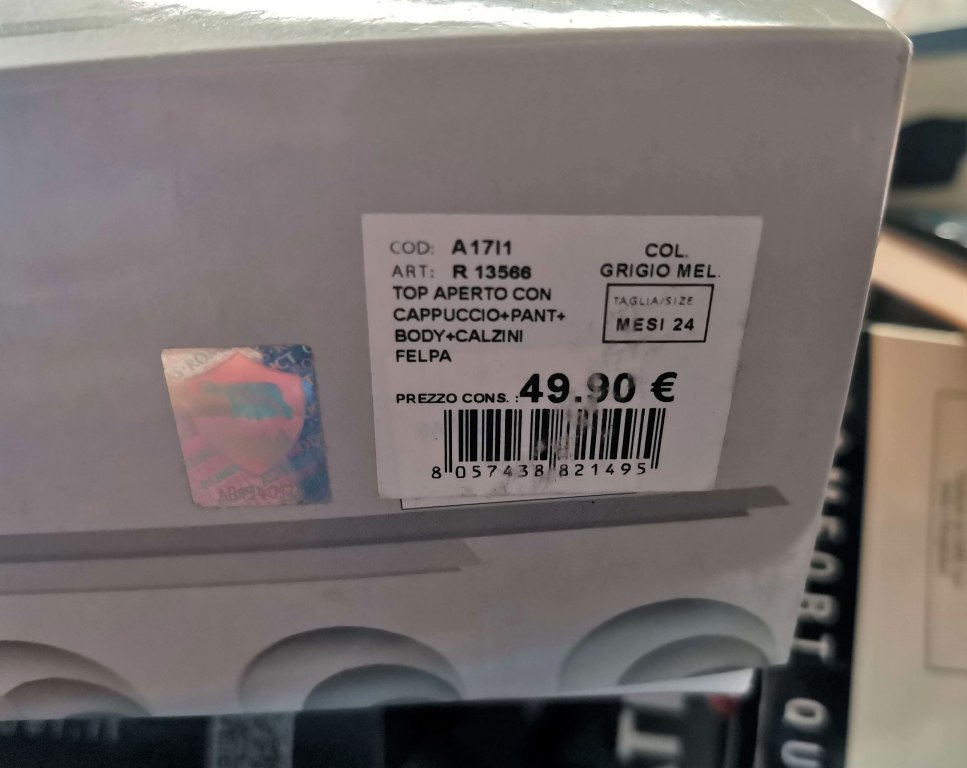 COD: A17I1
ART: R 13566
TOP APERTO CON
CAPPUCCIO+PANT+
BODY+CALZINI
FELPA
COL.
GRIGIO MEL.
TAGLIA/SIZE
MESI 24
PREZZO CONS. : 49.90 €
8 057438 821495